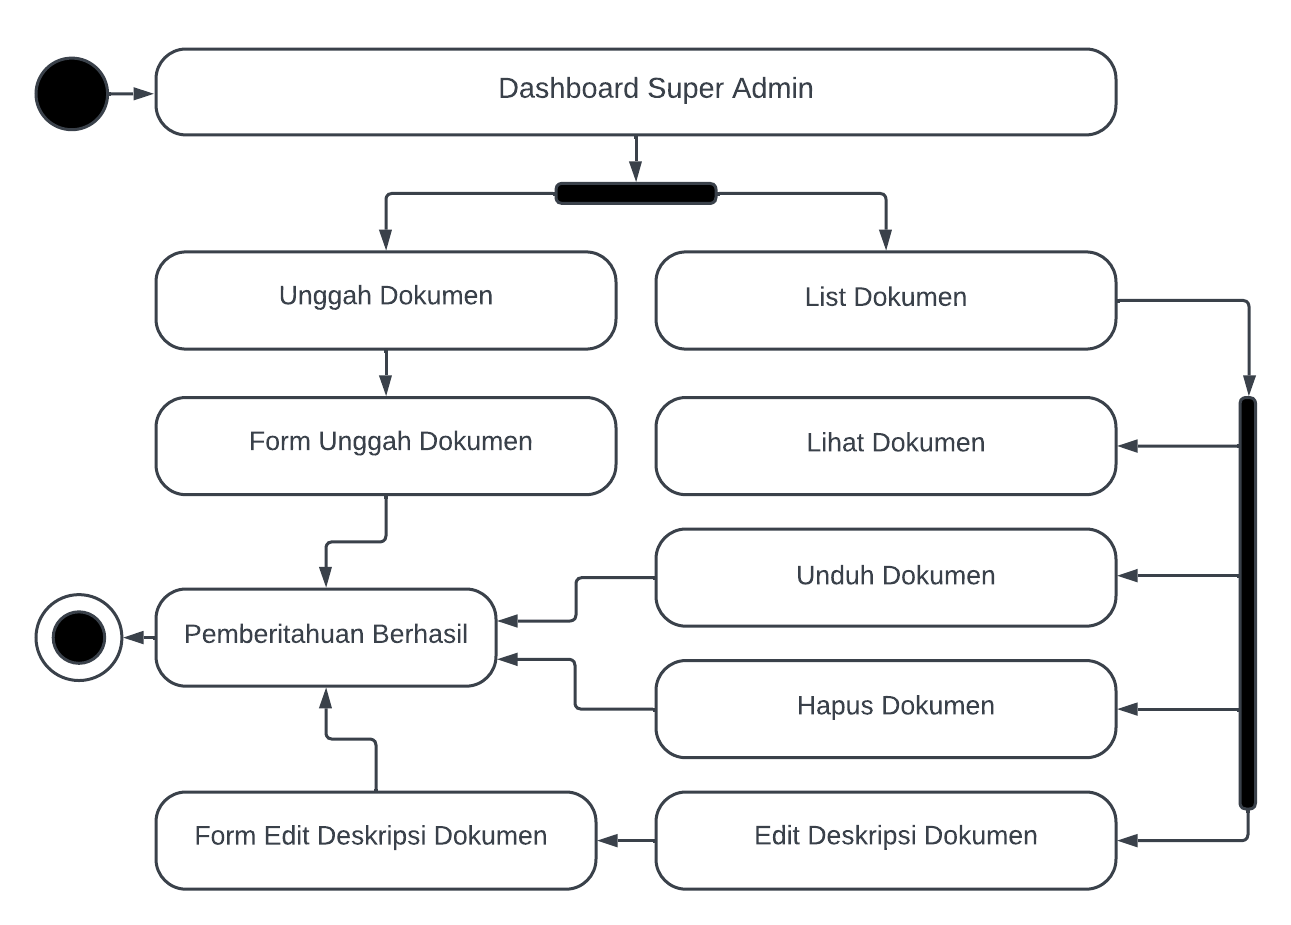 Dashboard Super Admin
Unggah Dokumen
List Dokumen
Form Unggah Dokumen
Lihat Dokumen
Unduh Dokumen
Pemberitahuan Berhasil
Hapus Dokumen
Form Edit Deskripsi Dokumen
Edit Deskripsi Dokumen